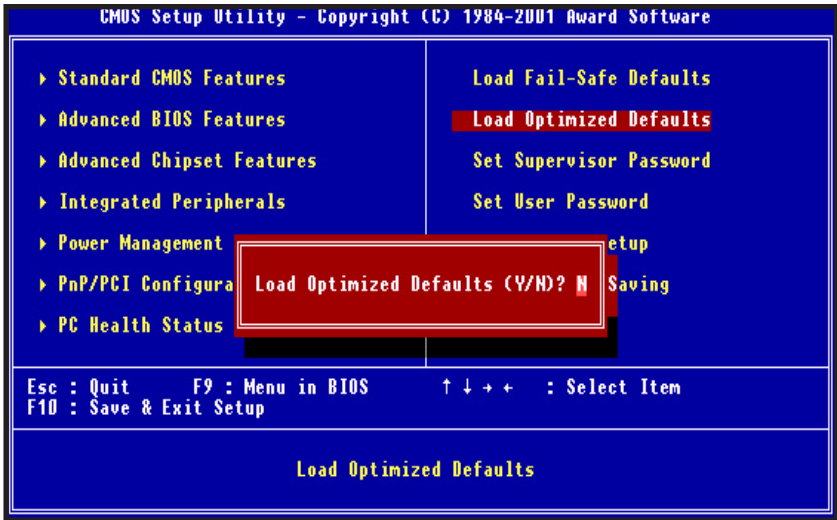 CMOS Setup Utility - Copyright (C) 1984-2001 Award Software
Standard CMOS Features
Advanced BIOS Features
Advanced Chipset Features
Integrated Peripherals
Power Management
PnP/PCI Configura
PC Health Status
Load Fail-Safe Defaults
Load Optimized Defaults
Set Supervisor Password
Set User Password
etup
Saving
Load Optimized Defaults (Y/N)? N
Esc : Quit F9 : Menu in BIOS ↑ ↓ → ← : Select Item
F10 : Save & Exit Setup
Load Optimized Defaults